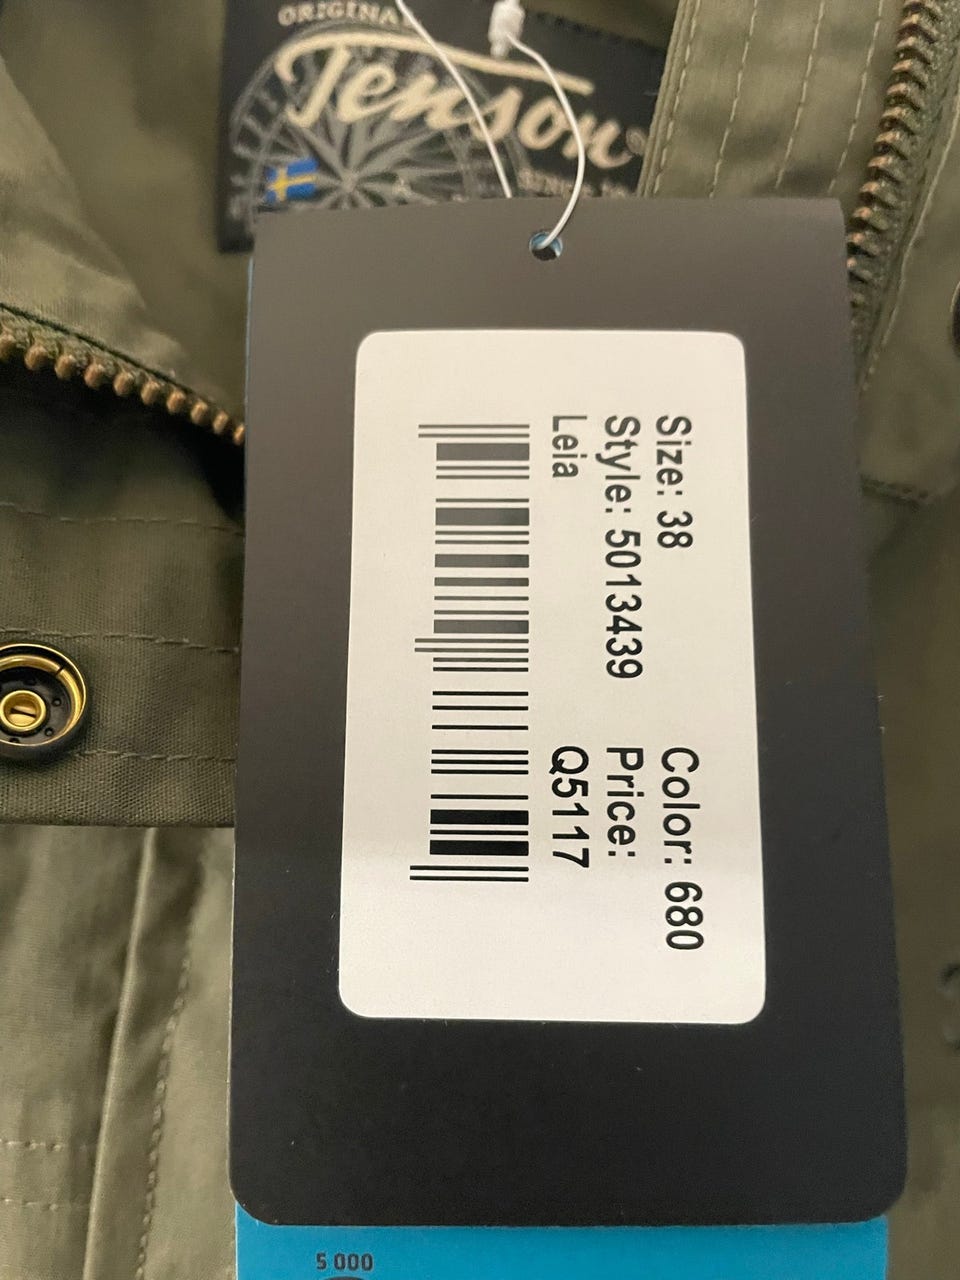 ORIGINAL
Tenson®
Size: 38
Color: 680
Style: 5013439
Price:
Leia
Q5117
5 000